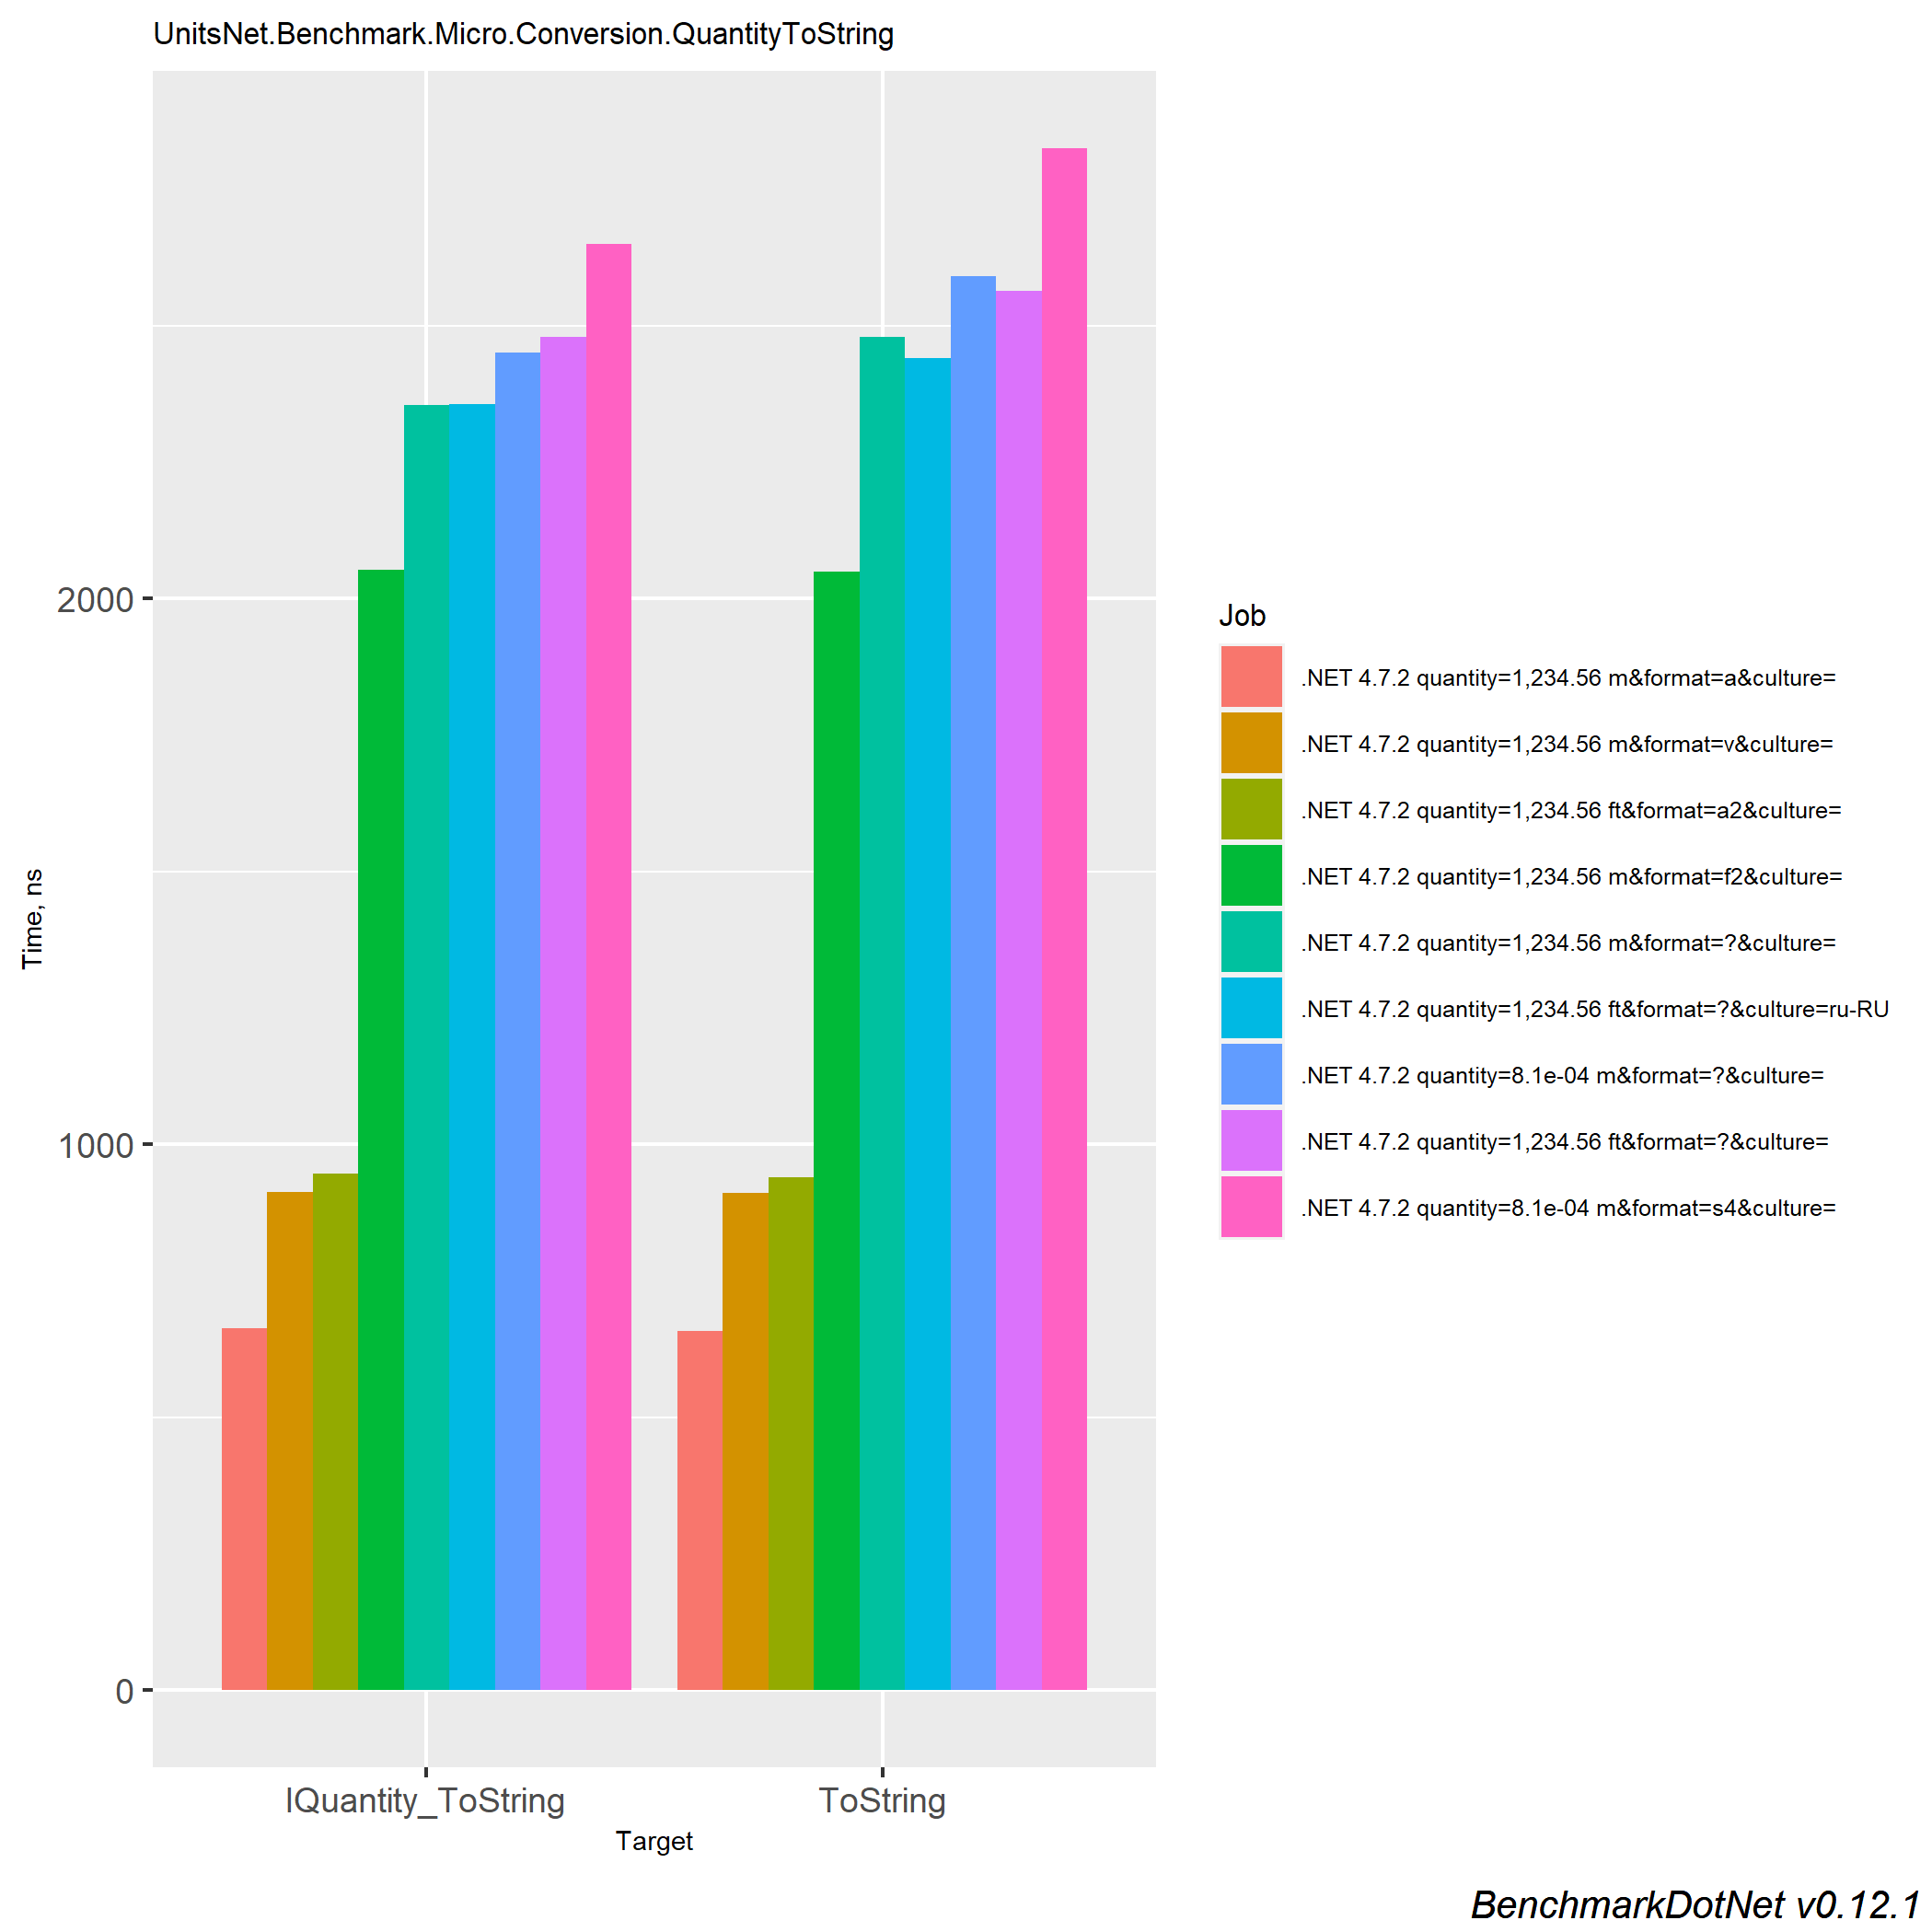 UnitsNet.Benchmark.Micro.Conversion.QuantityToString
2000
1000
0
Time, ns
IQuantity_ToString
ToString
Target
Job
.NET 4.7.2 quantity=1,234.56 m&format=a&culture=
.NET 4.7.2 quantity=1,234.56 m&format=v&culture=
.NET 4.7.2 quantity=1,234.56 ft&format=a2&culture=
.NET 4.7.2 quantity=1,234.56 m&format=f2&culture=
.NET 4.7.2 quantity=1,234.56 m&format=?&culture=
.NET 4.7.2 quantity=1,234.56 ft&format=?&culture=ru-RU
.NET 4.7.2 quantity=8.1e-04 m&format=?&culture=
.NET 4.7.2 quantity=1,234.56 ft&format=?&culture=
.NET 4.7.2 quantity=8.1e-04 m&format=s4&culture=
BenchmarkDotNet v0.12.1